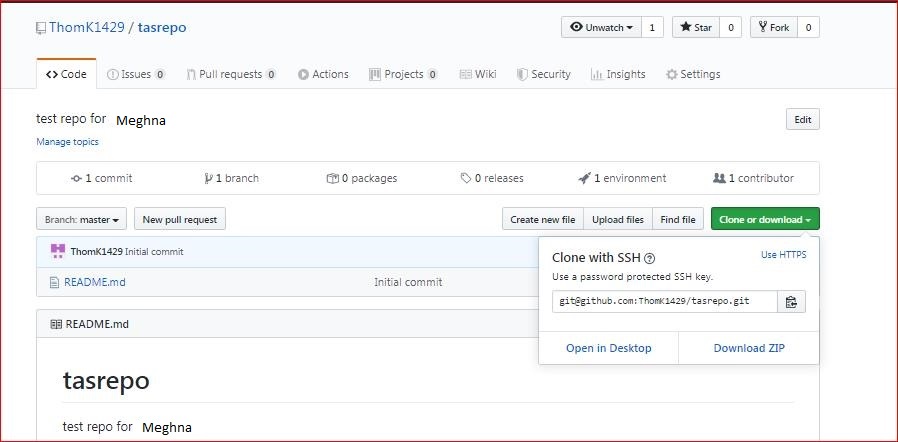 ThomK1429 / tasrepo
Unwatch 1 Star 0 Fork 0
Code Issues 0 Pull requests 0 Actions Projects 0 Wiki Security Insights Settings
test repo for Meghna
Edit
Manage topics
1 commit 1 branch 0 packages 0 releases 1 environment 1 contributor
Branch: master New pull request Create new file Upload files Find file Clone or download
ThomK1429 Initial commit
README.md Initial commit
Clone with SSH Use HTTPS
Use a password protected SSH key.
git@github.com:ThomK1429/tasrepo.git
Open in Desktop Download ZIP
README.md
tasrepo
test repo for Meghna